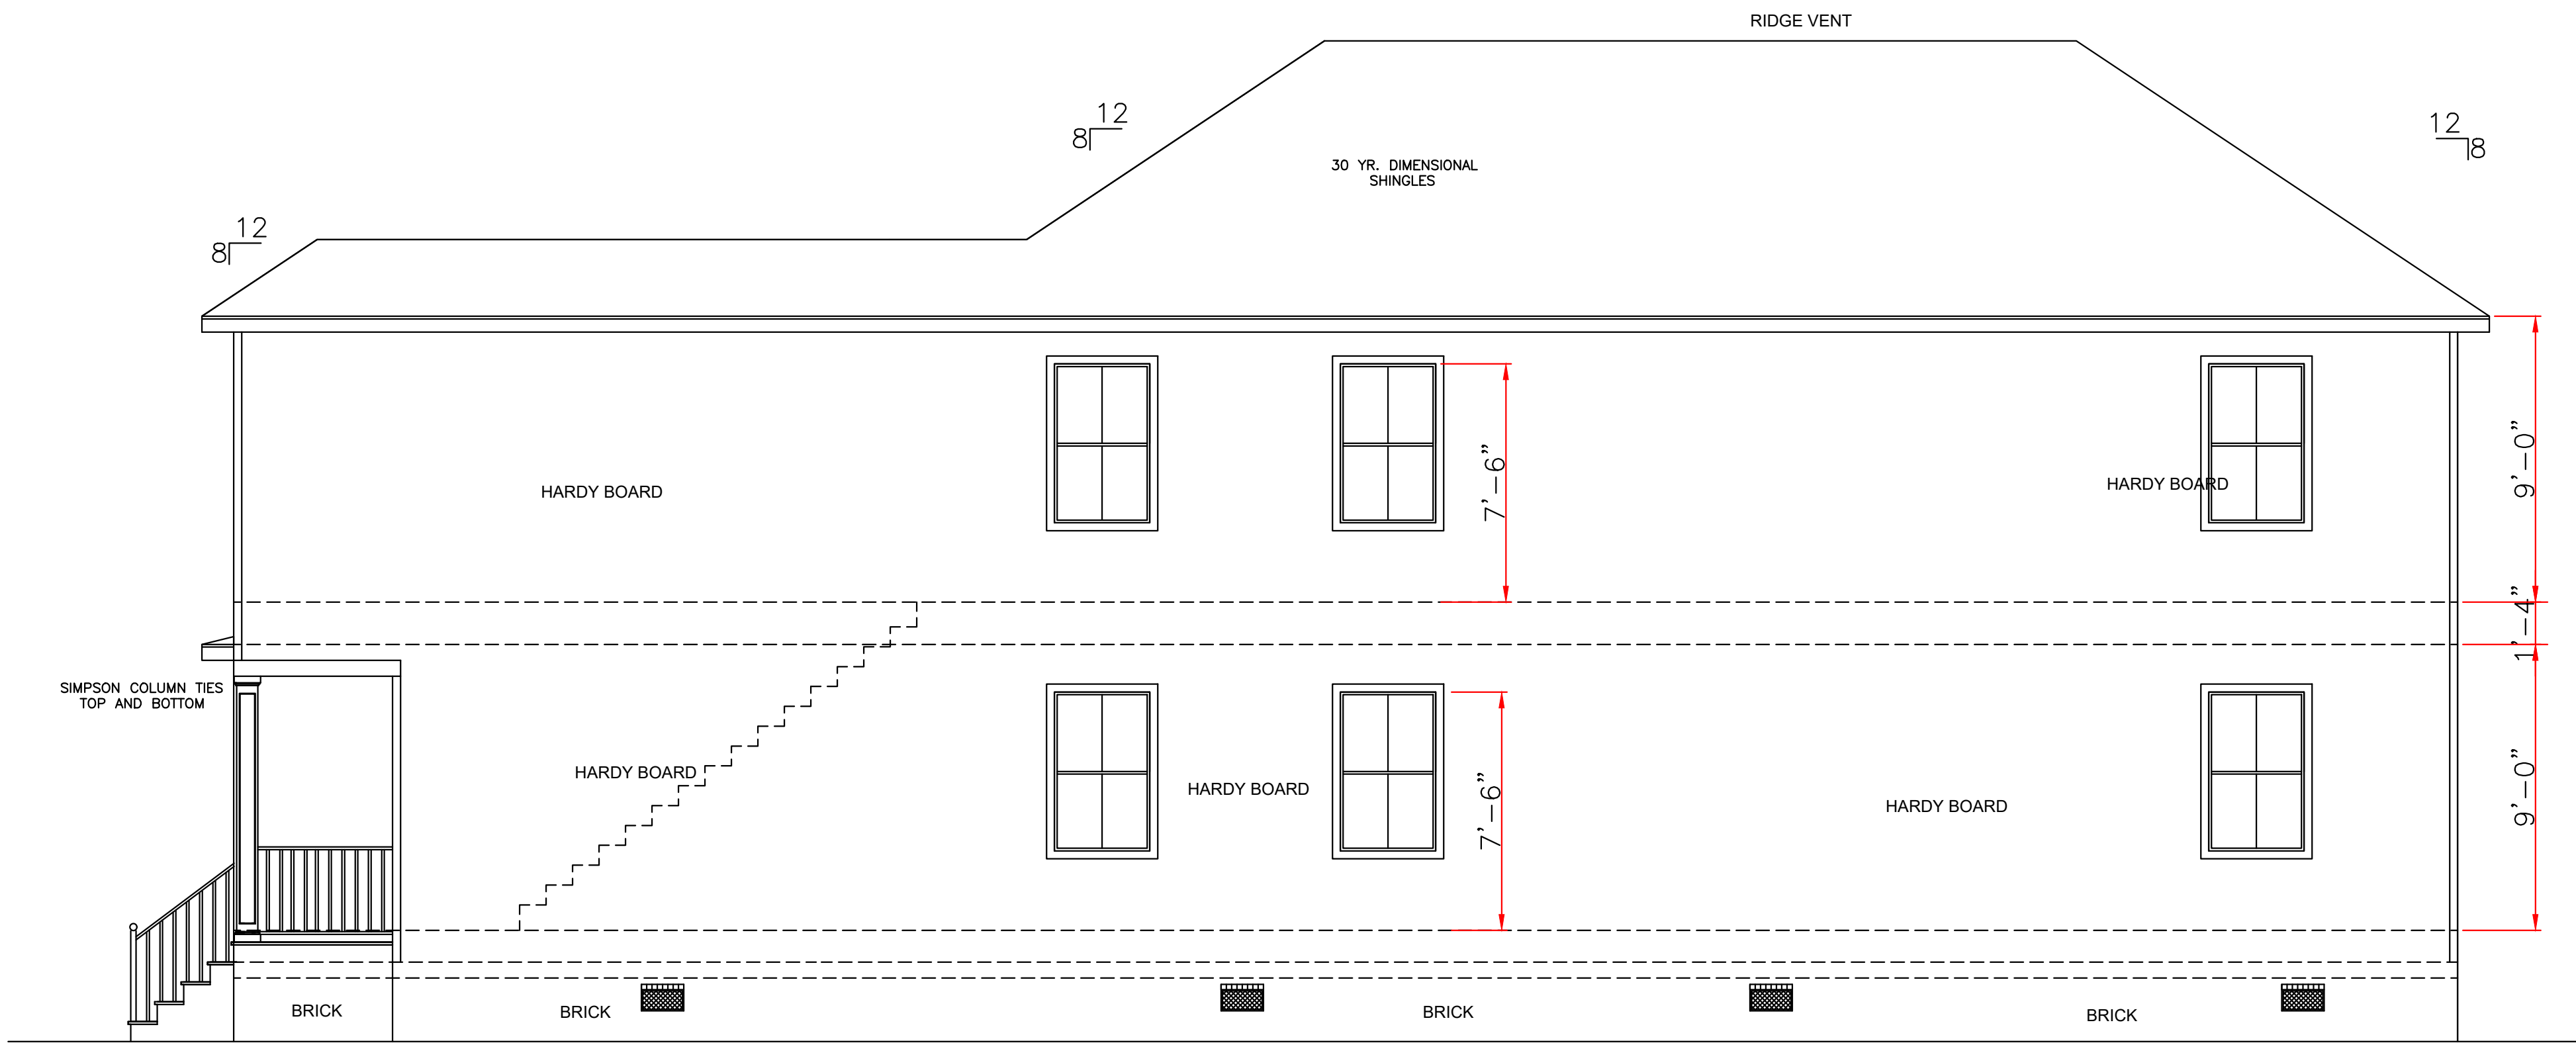 RIDGE VENT
12
8
12
8
30 YR. DIMENSIONAL
SHINGLES
12
8
HARDY BOARD
7'-6"
HARDY BOARD
9'-0"
1'-4"
SIMPSON COLUMN TIES
TOP AND BOTTOM
HARDY BOARD
HARDY BOARD
7'-6"
HARDY BOARD
9'-0"
BRICK
BRICK
BRICK
BRICK